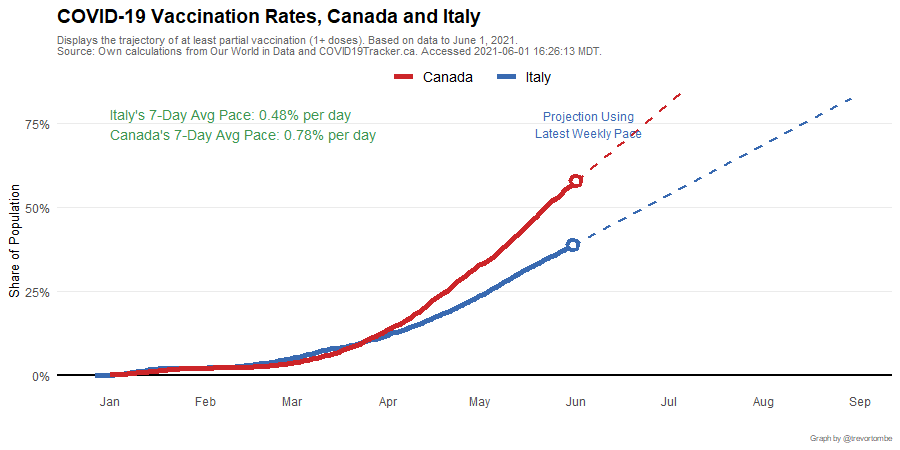 COVID-19 Vaccination Rates, Canada and Italy
Displays the trajectory of at least partial vaccination (1+ doses). Based on data to June 1, 2021.
Source: Own calculations from Our World in Data and COVID19Tracker.ca. Accessed 2021-06-01 16:26:13 MDT.
Canada Italy
Italy's 7-Day Avg Pace: 0.48% per day
Canada's 7-Day Avg Pace: 0.78% per day
Projection Using
Latest Weekly Pace
Share of Population
75%
50%
25%
0%
Jan Feb Mar Apr May Jun Jul Aug Sep
Graph by @trevortombe